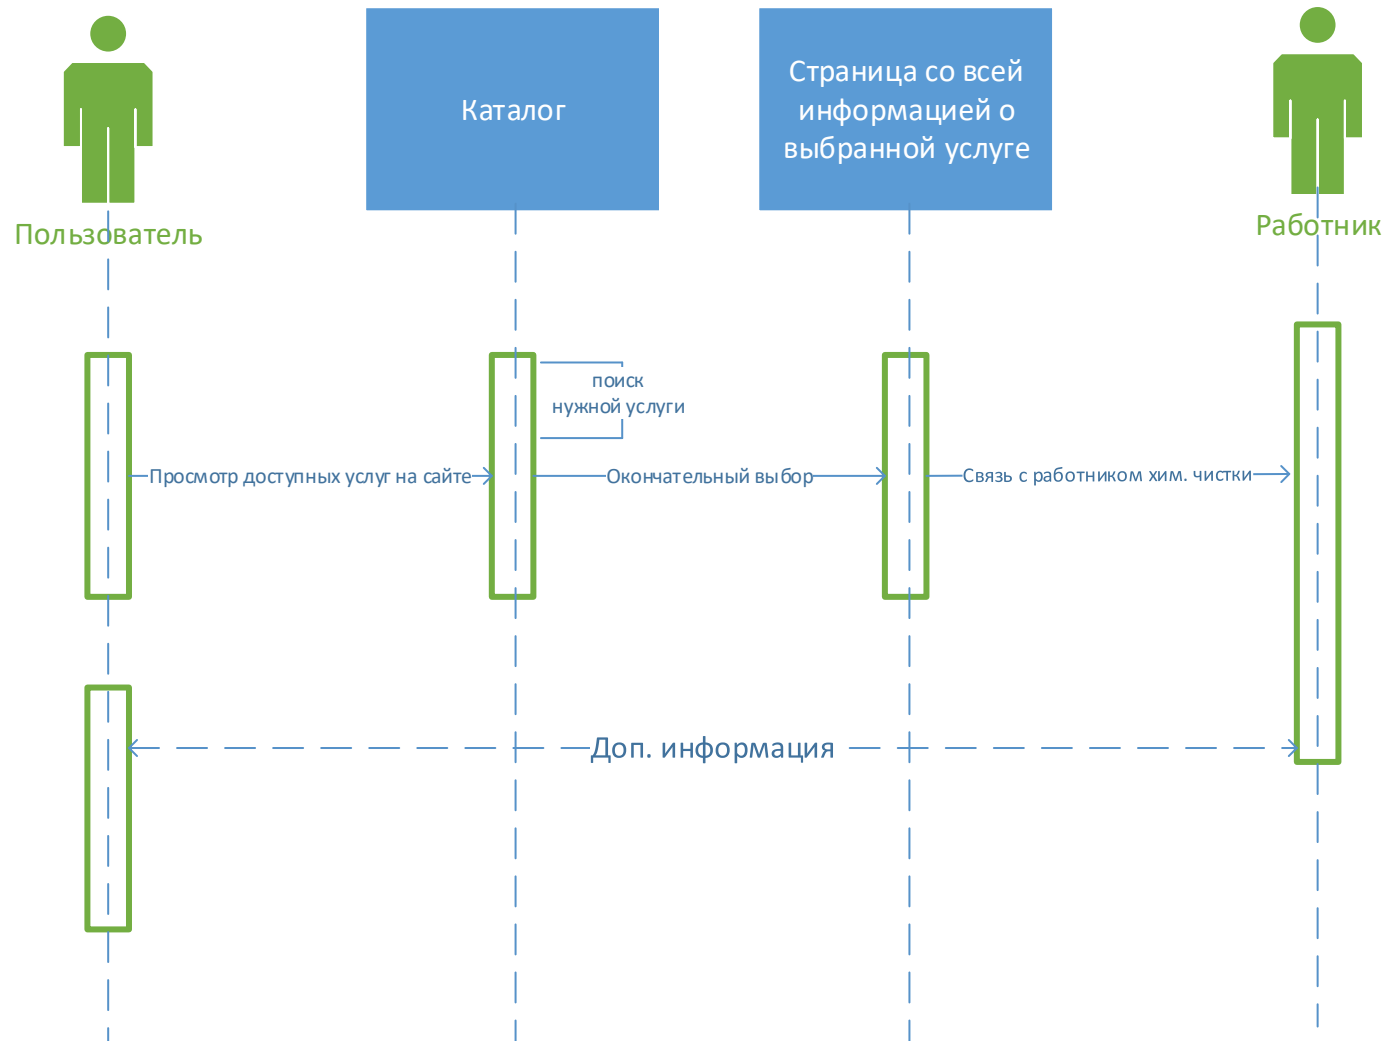 Каталог
Страница со всей
информацией о
выбранной услуге
Пользователь
Работник
поиск
нужной услуги
Просмотр доступных услуг на сайте
Окончательный выбор
Связь с работником хим. чистки
Доп. информация